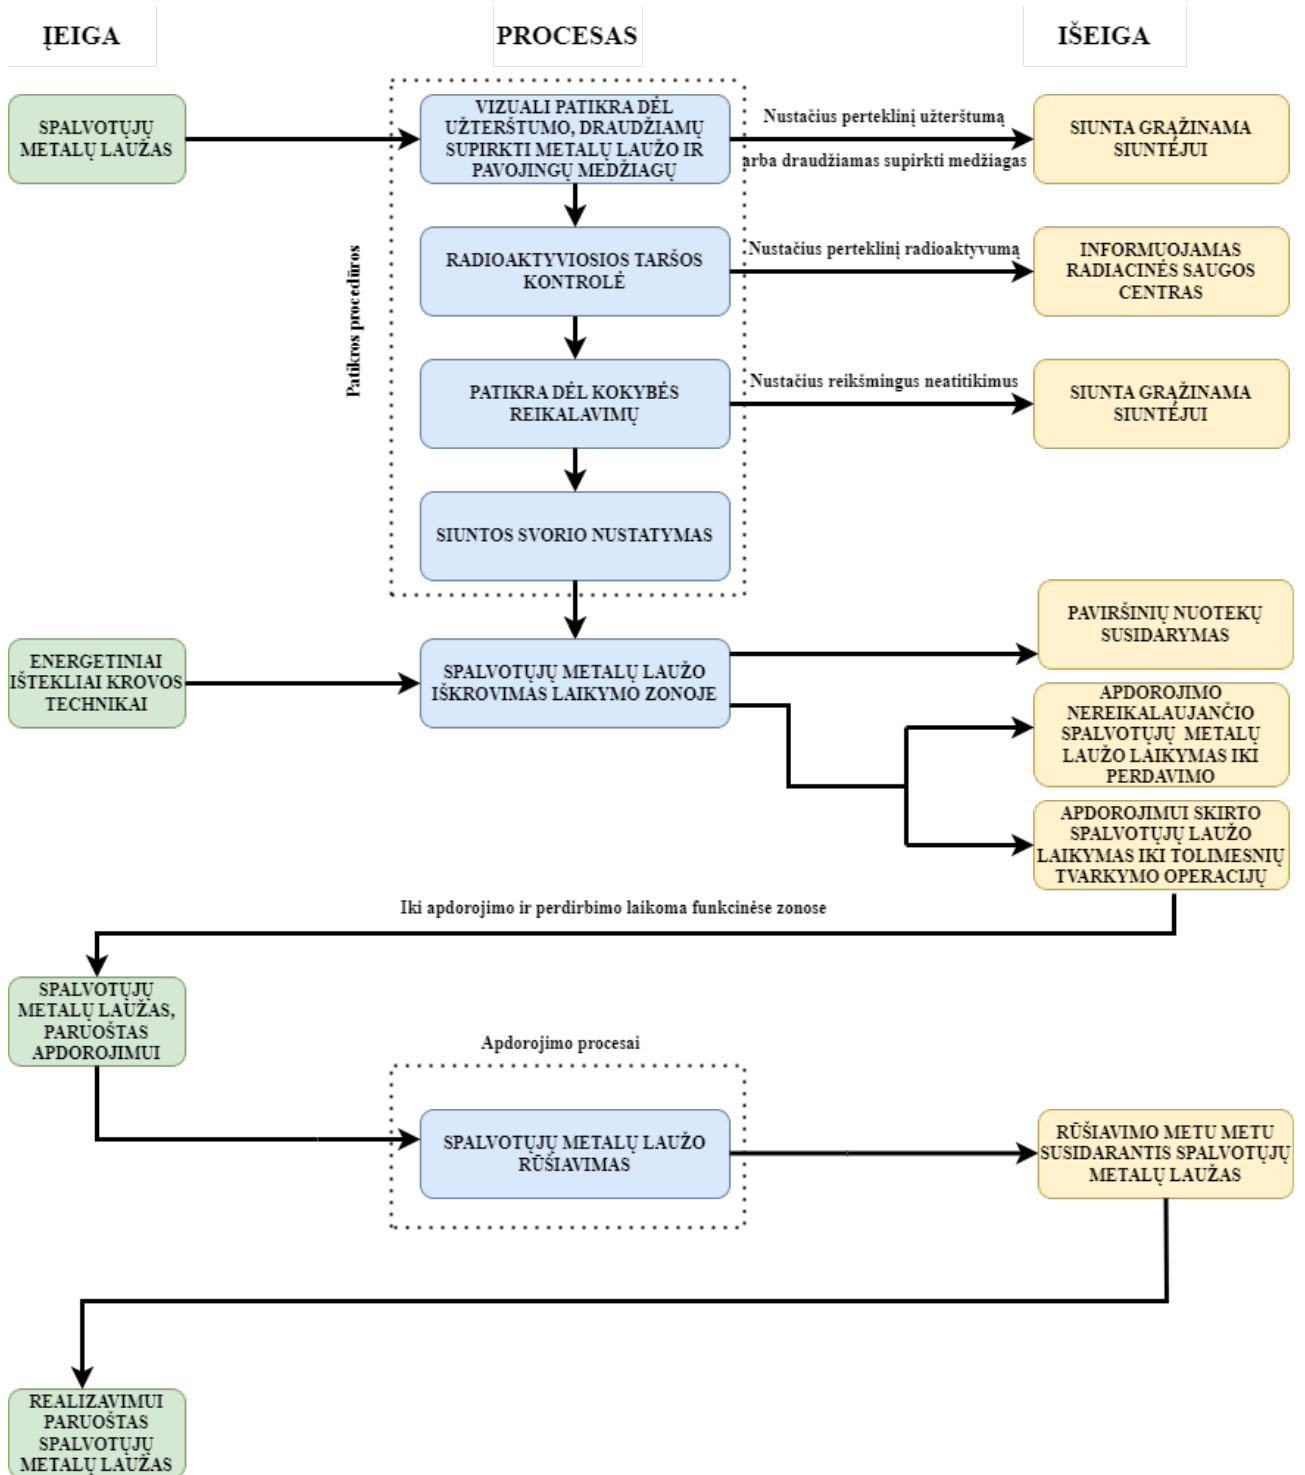 ĮEIGA
PROCESAS
IŠEIGA
SPALVOTŲJŲ
METALŲ LAUŽAS
VIZUALI PATIKRA DĖL
UŽTERŠTUMO, DRAUDŽIAMŲ
SUPIRKTI METALŲ LAUŽO IR
PAVOJINGŲ MEDŽIAGŲ
Nustačius perteklinį užterštumą
arba draudžiamas supirkti medžiagas
SIUNTA GRĄŽINAMA
SIUNTĖJUI
Patikros procedūros
RADIOAKTYVIOSIOS TARŠOS
KONTROLĖ
Nustačius perteklinį radioaktyvumą
INFORMUOJAMAS
RADIACINĖS SAUGOS
CENTRAS
PATIKRA DĖL KOKYBĖS
REIKALAVIMŲ
Nustačius reikšmingus neatitikimus
SIUNTA GRĄŽINAMA
SIUNTĖJUI
SIUNTOS SVORIO NUSTATYMAS
ENERGETINIAI
IŠTEKLIAI KROVOS
TECHNIKAI
SPALVOTŲJŲ METALŲ LAUŽO
IŠKROVIMAS LAIKYMO ZONOJE
PAVIRŠINIŲ NUOTEKŲ
SUSIDARYMAS
APDOROJIMO
NEREIKALAUJANČIO
SPALVOTŲJŲ METALŲ
LAUŽO LAIKYMAS IKI
PERDAVIMO
APDOROJIMUI SKIRTO
SPALVOTŲJŲ LAUŽO
LAIKYMAS IKI TOLIMESNIŲ
TVARKYMO OPERACIJŲ
Iki apdorojimo ir perdirbimo laikoma funkcinėse zonose
SPALVOTŲJŲ
METALŲ LAUŽAS,
PARUOŠTAS
APDOROJIMUI
Apdorojimo procesai
SPALVOTŲJŲ METALŲ LAUŽO
RŪŠIAVIMAS
RŪŠIAVIMO METU METU
SUSIDARANTIS SPALVOTŲJŲ
METALŲ LAUŽAS
REALIZAVIMUI
PARUOŠTAS
SPALVOTŲJŲ
METALŲ LAUŽAS